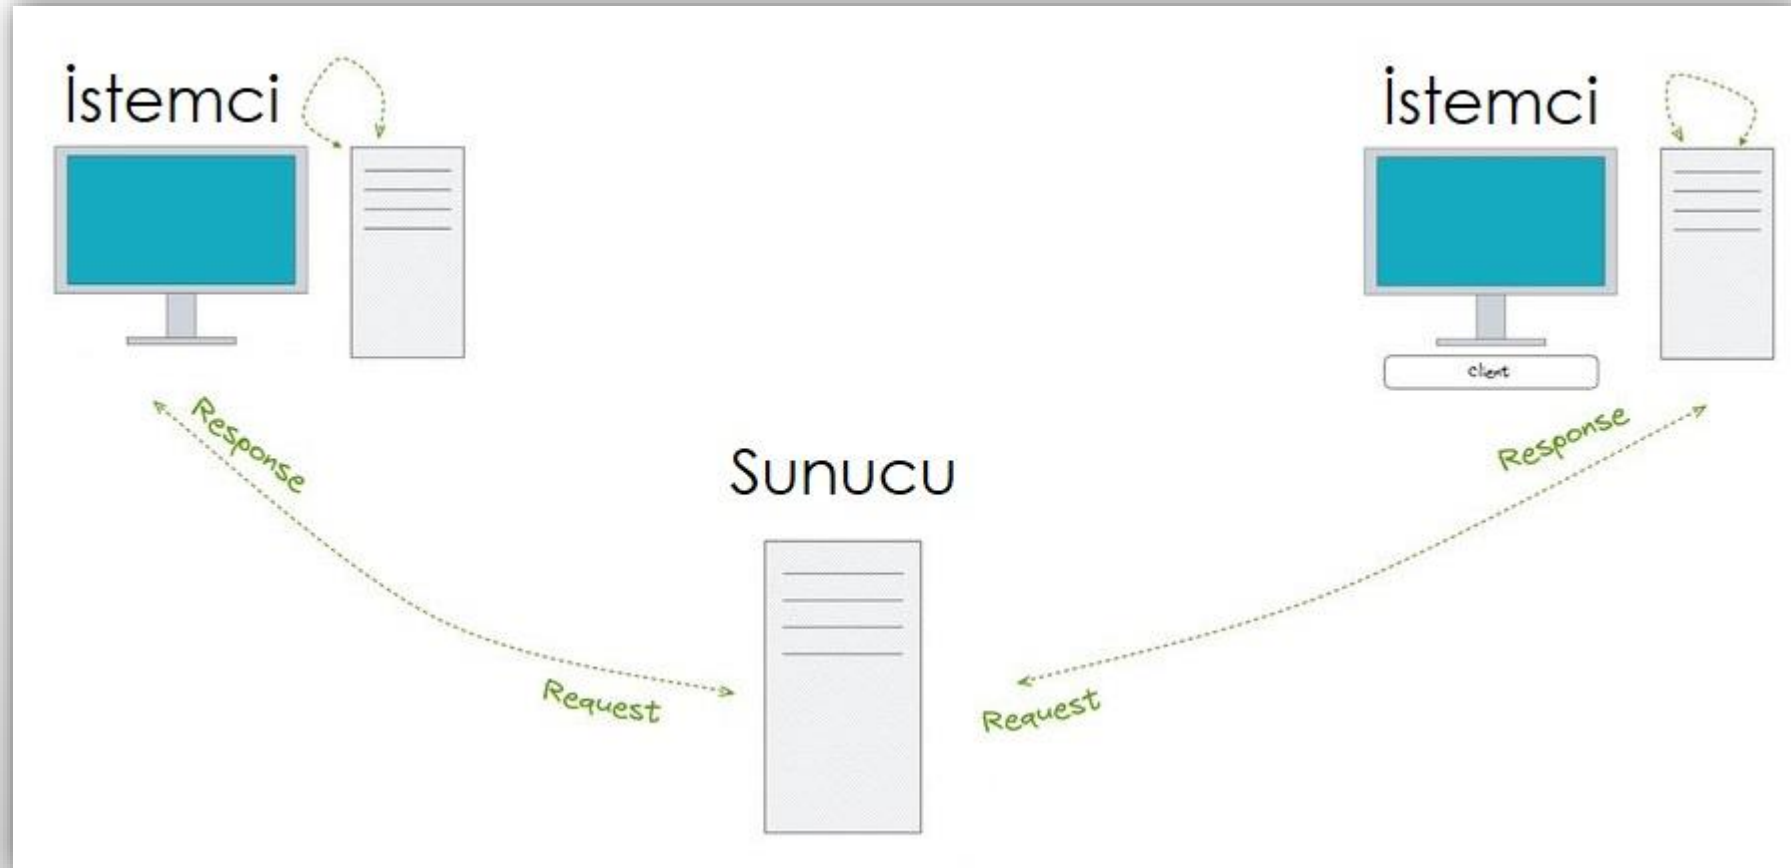 İstemci
İstemci
client
Response
Response
Sunucu
Request
Request